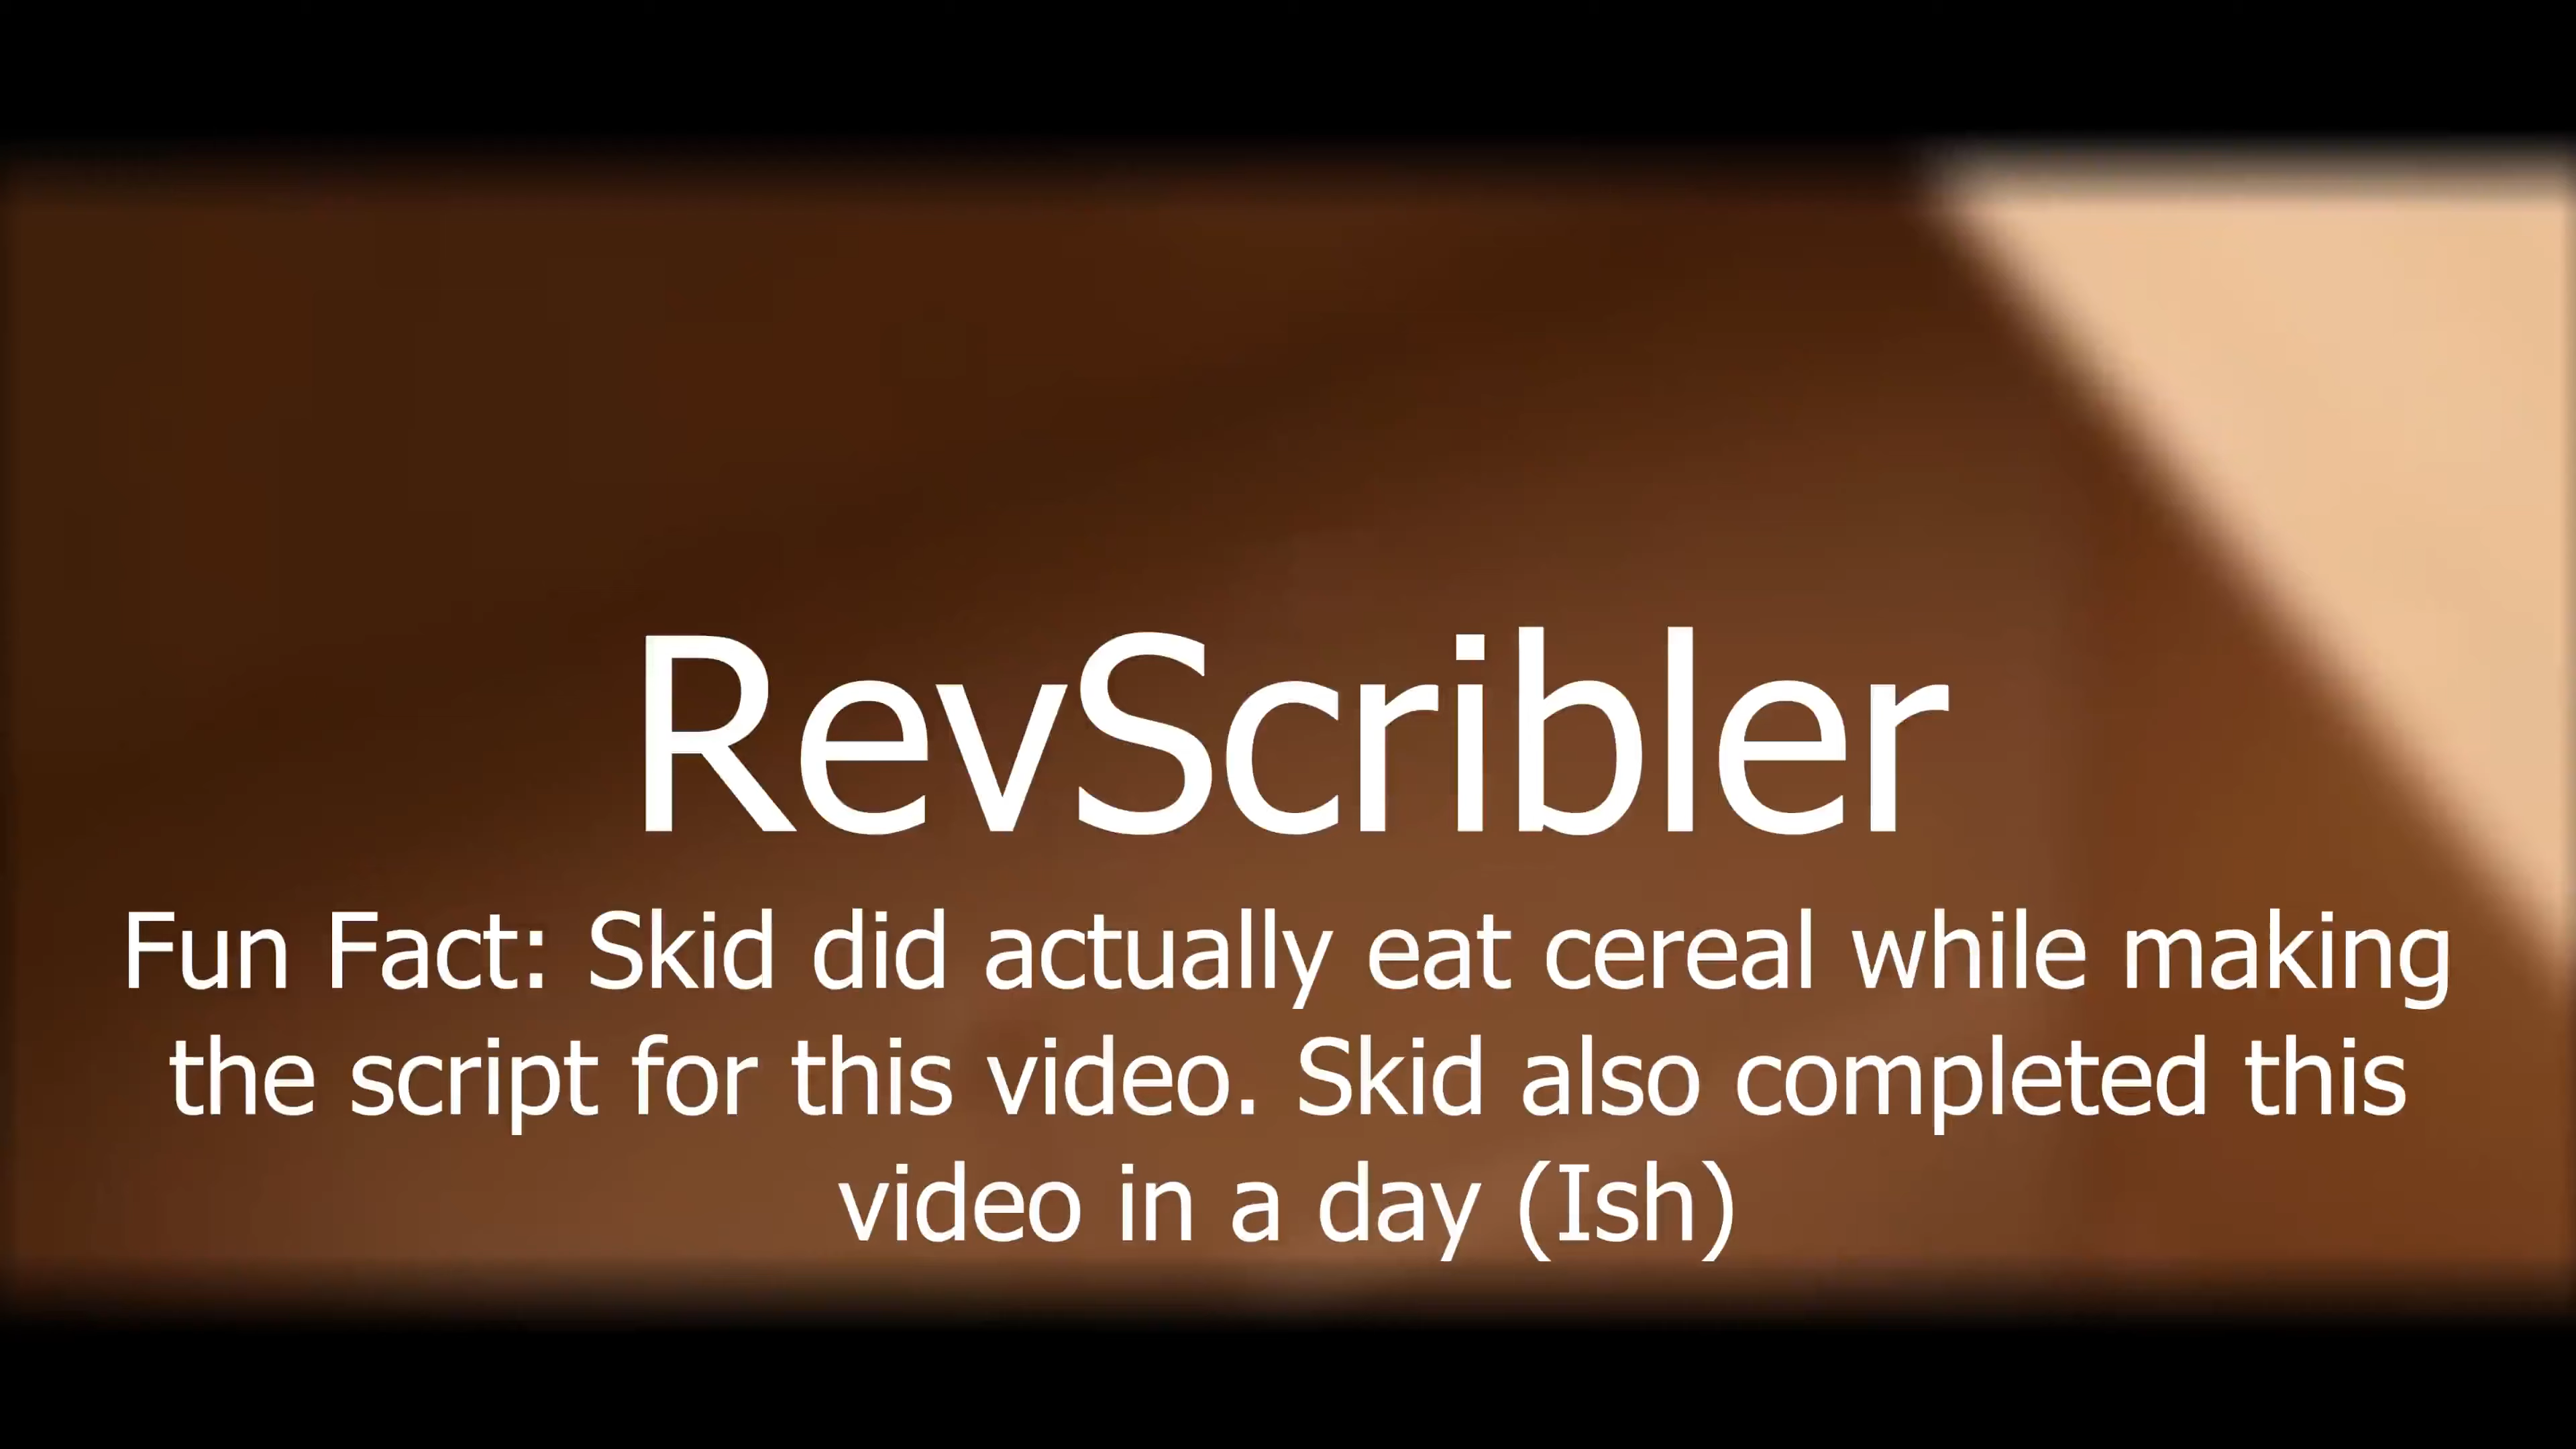 RevScribler
Fun Fact: Skid did actually eat cereal while making
the script for this video. Skid also completed this
video in a day (Ish)